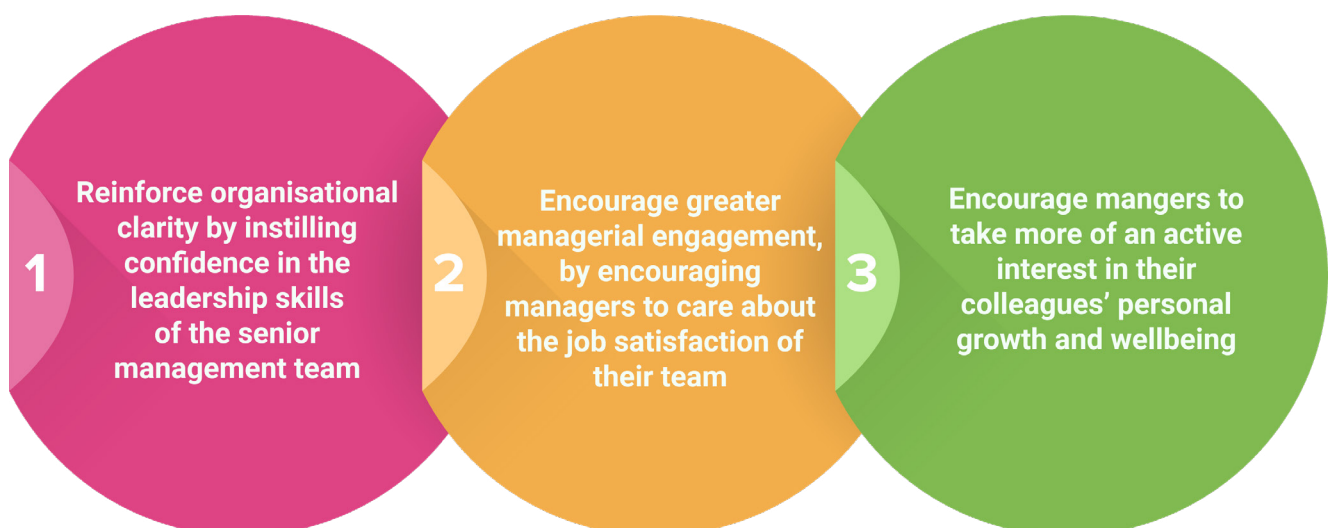 1
Reinforce organisational
clarity by instilling
confidence in the
leadership skills
of the senior
management team
2
Encourage greater
managerial engagement,
by encouraging
managers to care about
the job satisfaction of
their team
3
Encourage mangers to
take more of an active
interest in their
colleagues’ personal
growth and wellbeing